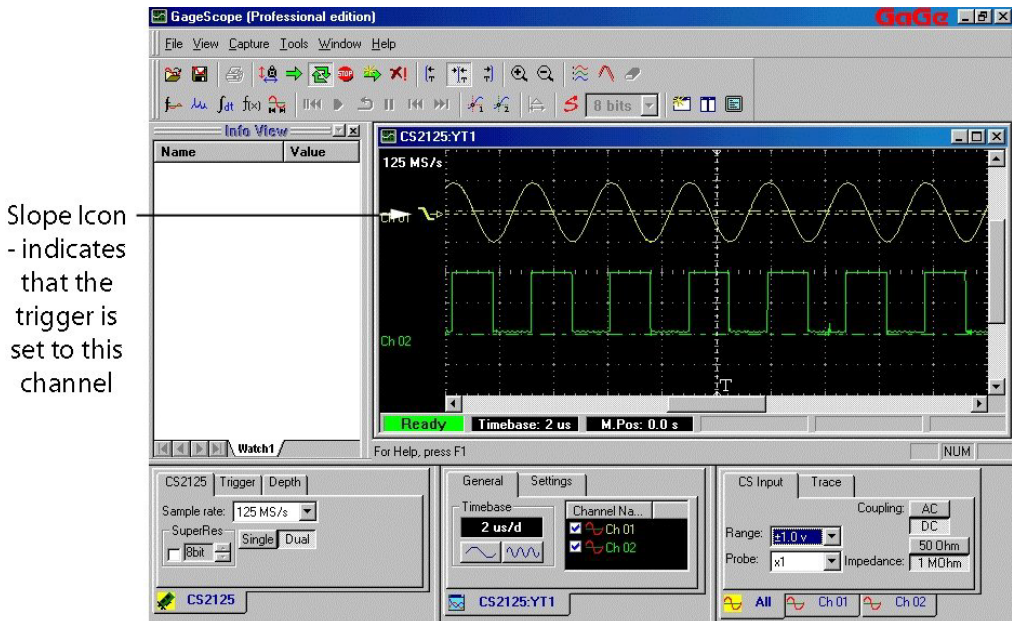 GageScope (Professional edition)
GaGe
File View Capture Tools Window Help
8 bits
Info View
Name Value
CS2125:YT1
125 MS/s
Ch 01
Slope Icon
- indicates
that the
trigger is
set to this
channel
Ch 02
T
Ready Timebase: 2 us M.Pos: 0.0 s
Watch1
For Help, press F1 NUM
CS2125 Trigger Depth
Sample rate: 125 MS/s
SuperRes
8bit Single Dual
General Settings
Timebase
2 us/d
Channel Na...
Ch 01
Ch 02
CS Input Trace
Coupling: AC
DC
Range: ±1.0 v
50 Ohm
Probe: x1 Impedance: 1 MOhm
CS2125
CS2125:YT1
All Ch 01 Ch 02